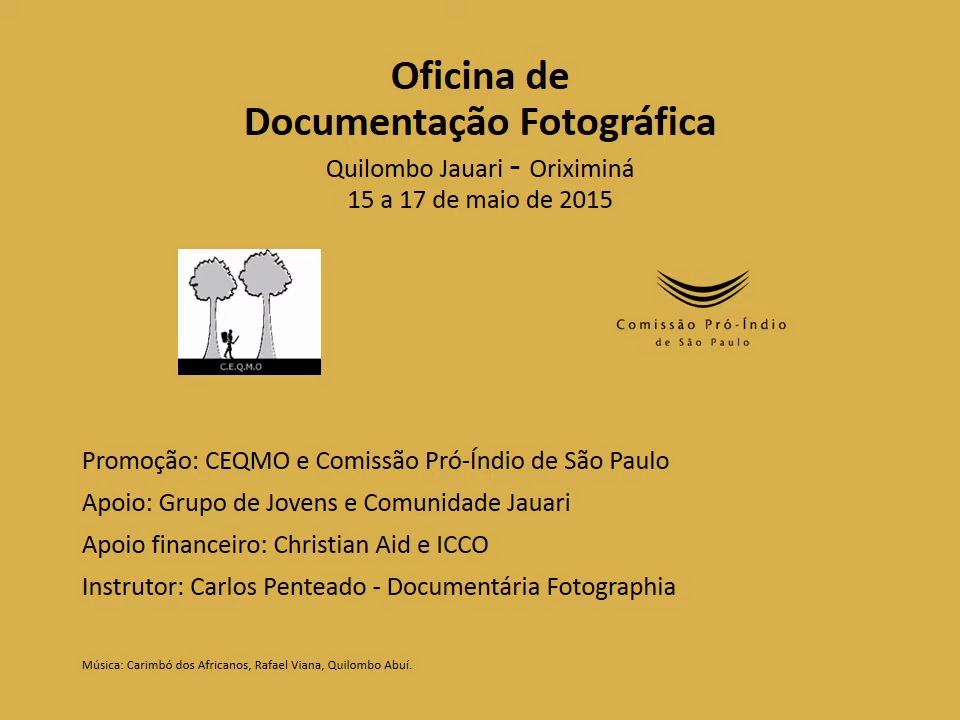 Oficina de
Documentação Fotográfica
Quilombo Jauari - Oriximiná
15 a 17 de maio de 2015
C.E.Q.M.O
Comissão Pró-Índio
de São Paulo
Promoção: CEQMO e Comissão Pró-Índio de São Paulo
Apoio: Grupo de Jovens e Comunidade Jauari
Apoio financeiro: Christian Aid e ICCO
Instrutor: Carlos Penteado - Documentária Fotographia
Música: Carimbó dos Africanos, Rafael Viana, Quilombo Abuí.